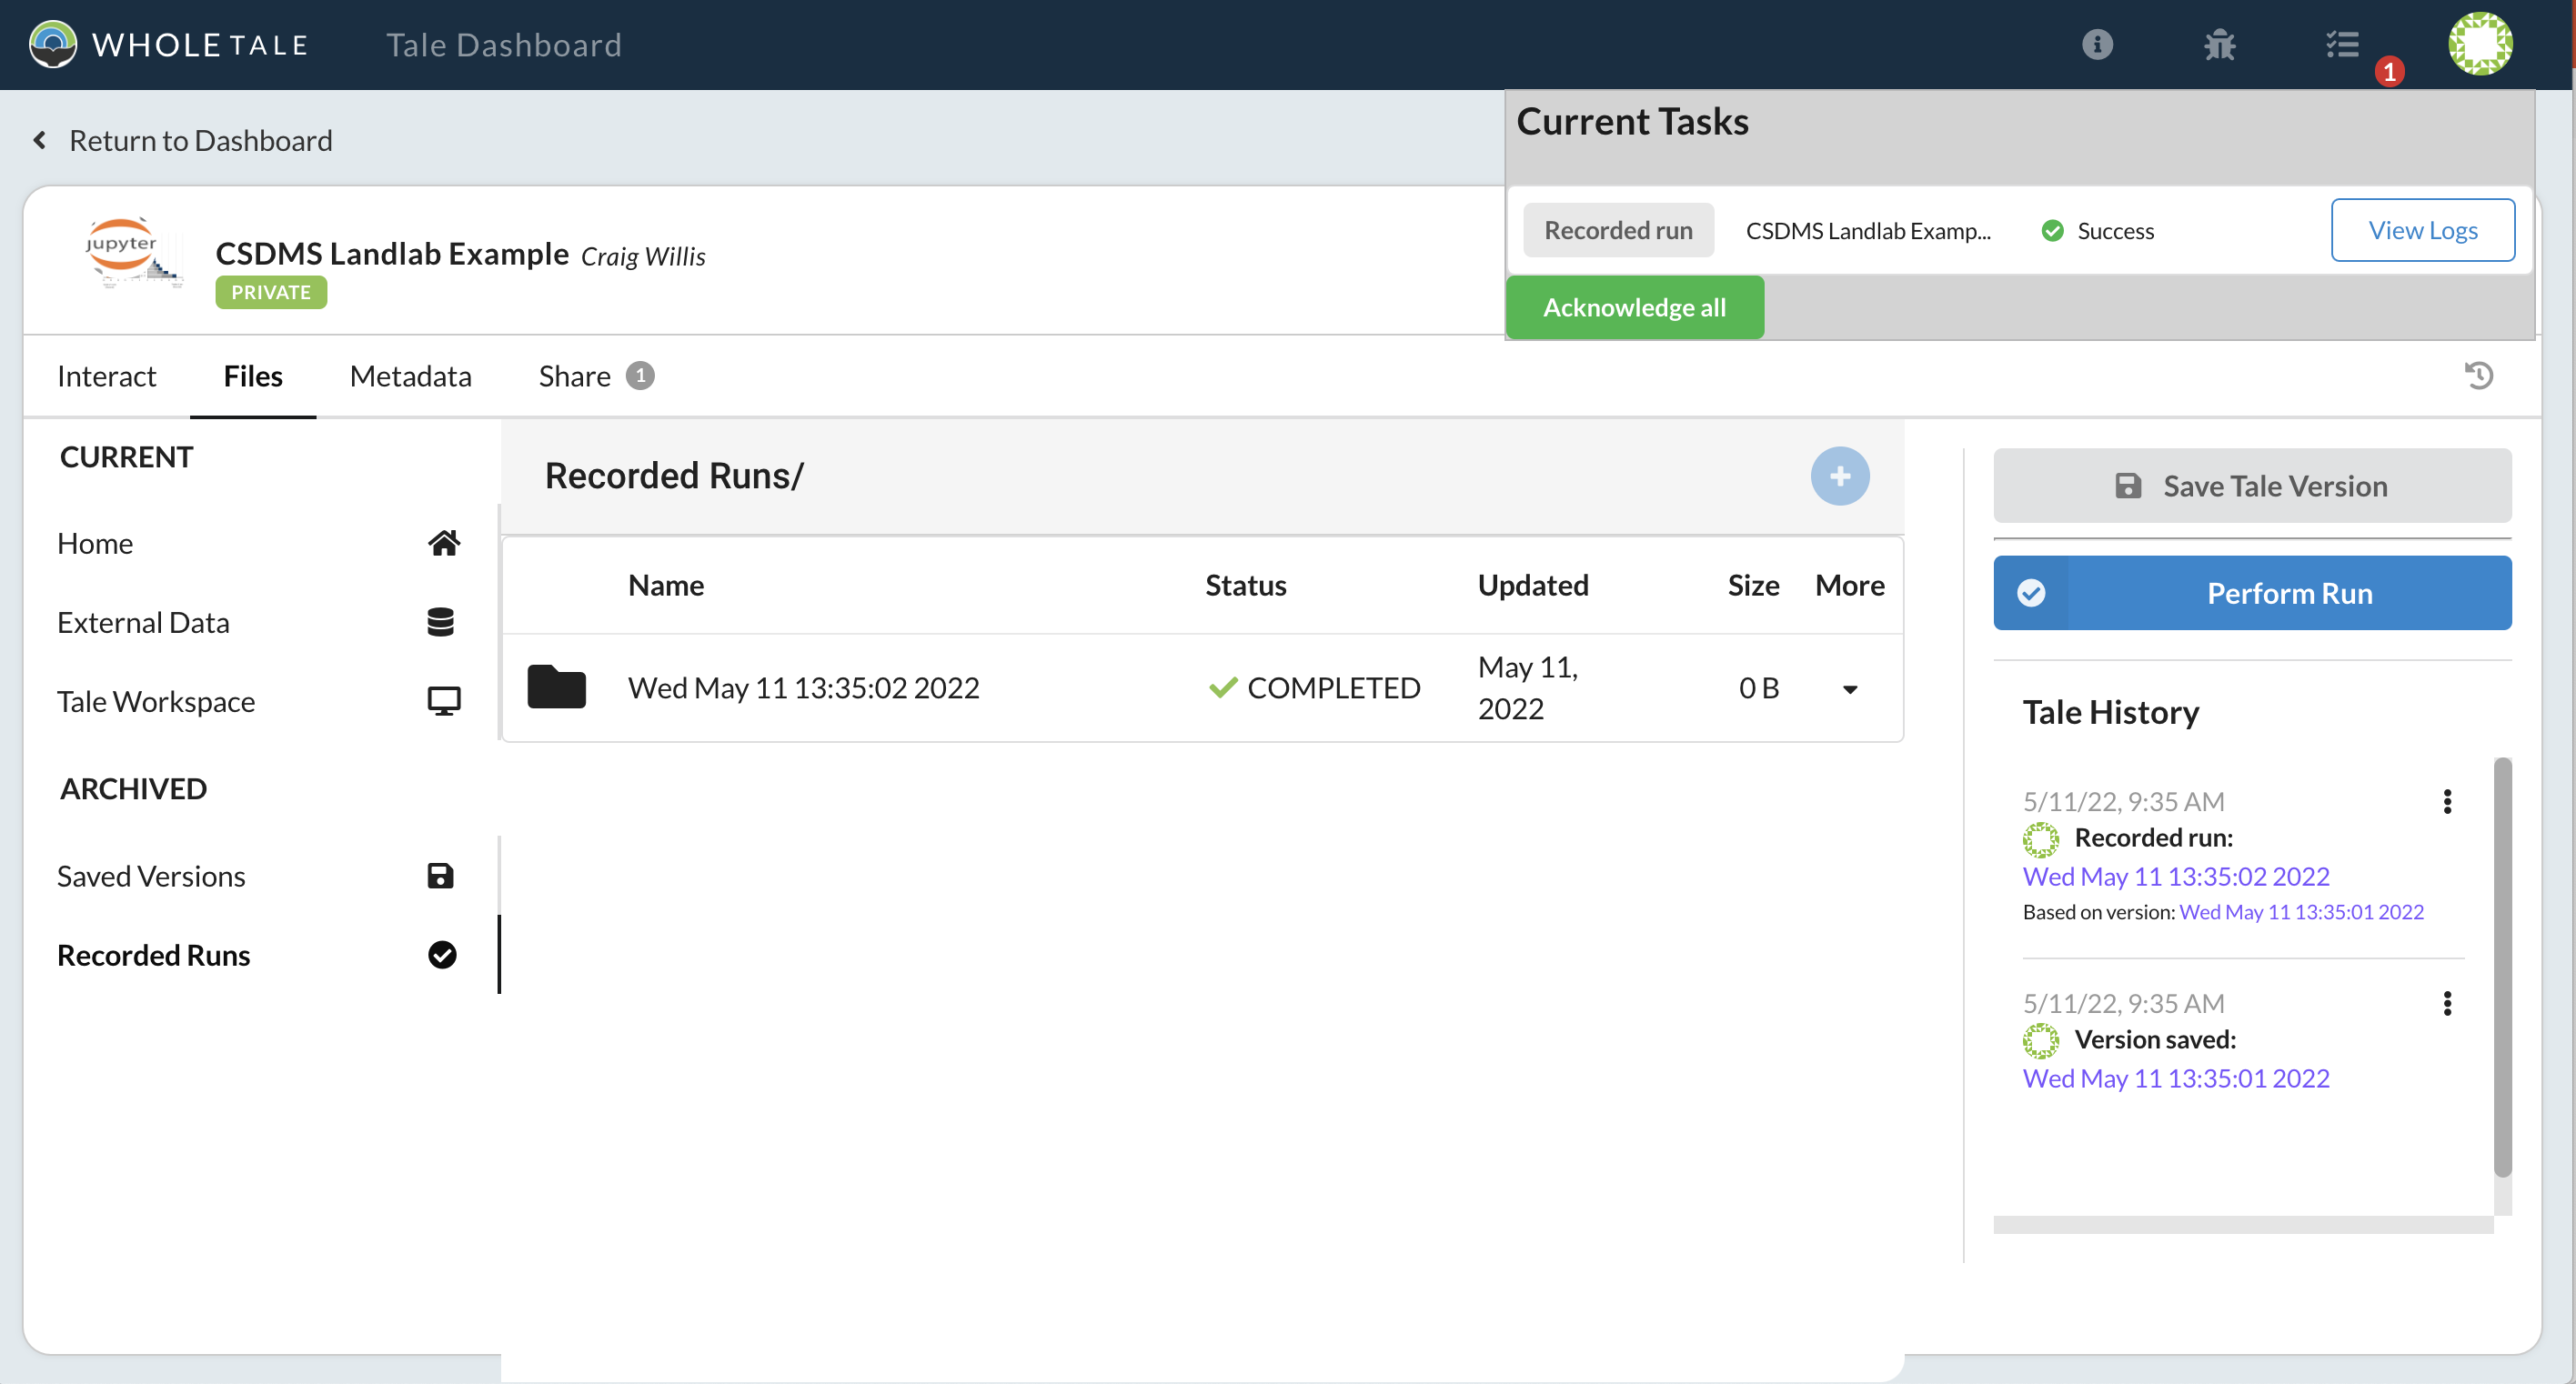 WHOLE TALE
Tale Dashboard
1
Return to Dashboard
Current Tasks
Recorded run
CSDMS Landlab Examp...
Success
View Logs
Acknowledge all
jupyter
CSDMS Landlab Example Craig Willis
PRIVATE
Interact
Files
Metadata
Share 1
CURRENT
Home
External Data
Tale Workspace
ARCHIVED
Saved Versions
Recorded Runs
Recorded Runs/
Name Status Updated Size More
Wed May 11 13:35:02 2022 COMPLETED May 11, 0 B
2022
Save Tale Version
Perform Run
Tale History
5/11/22, 9:35 AM
Recorded run:
Wed May 11 13:35:02 2022
Based on version: Wed May 11 13:35:01 2022
5/11/22, 9:35 AM
Version saved:
Wed May 11 13:35:01 2022